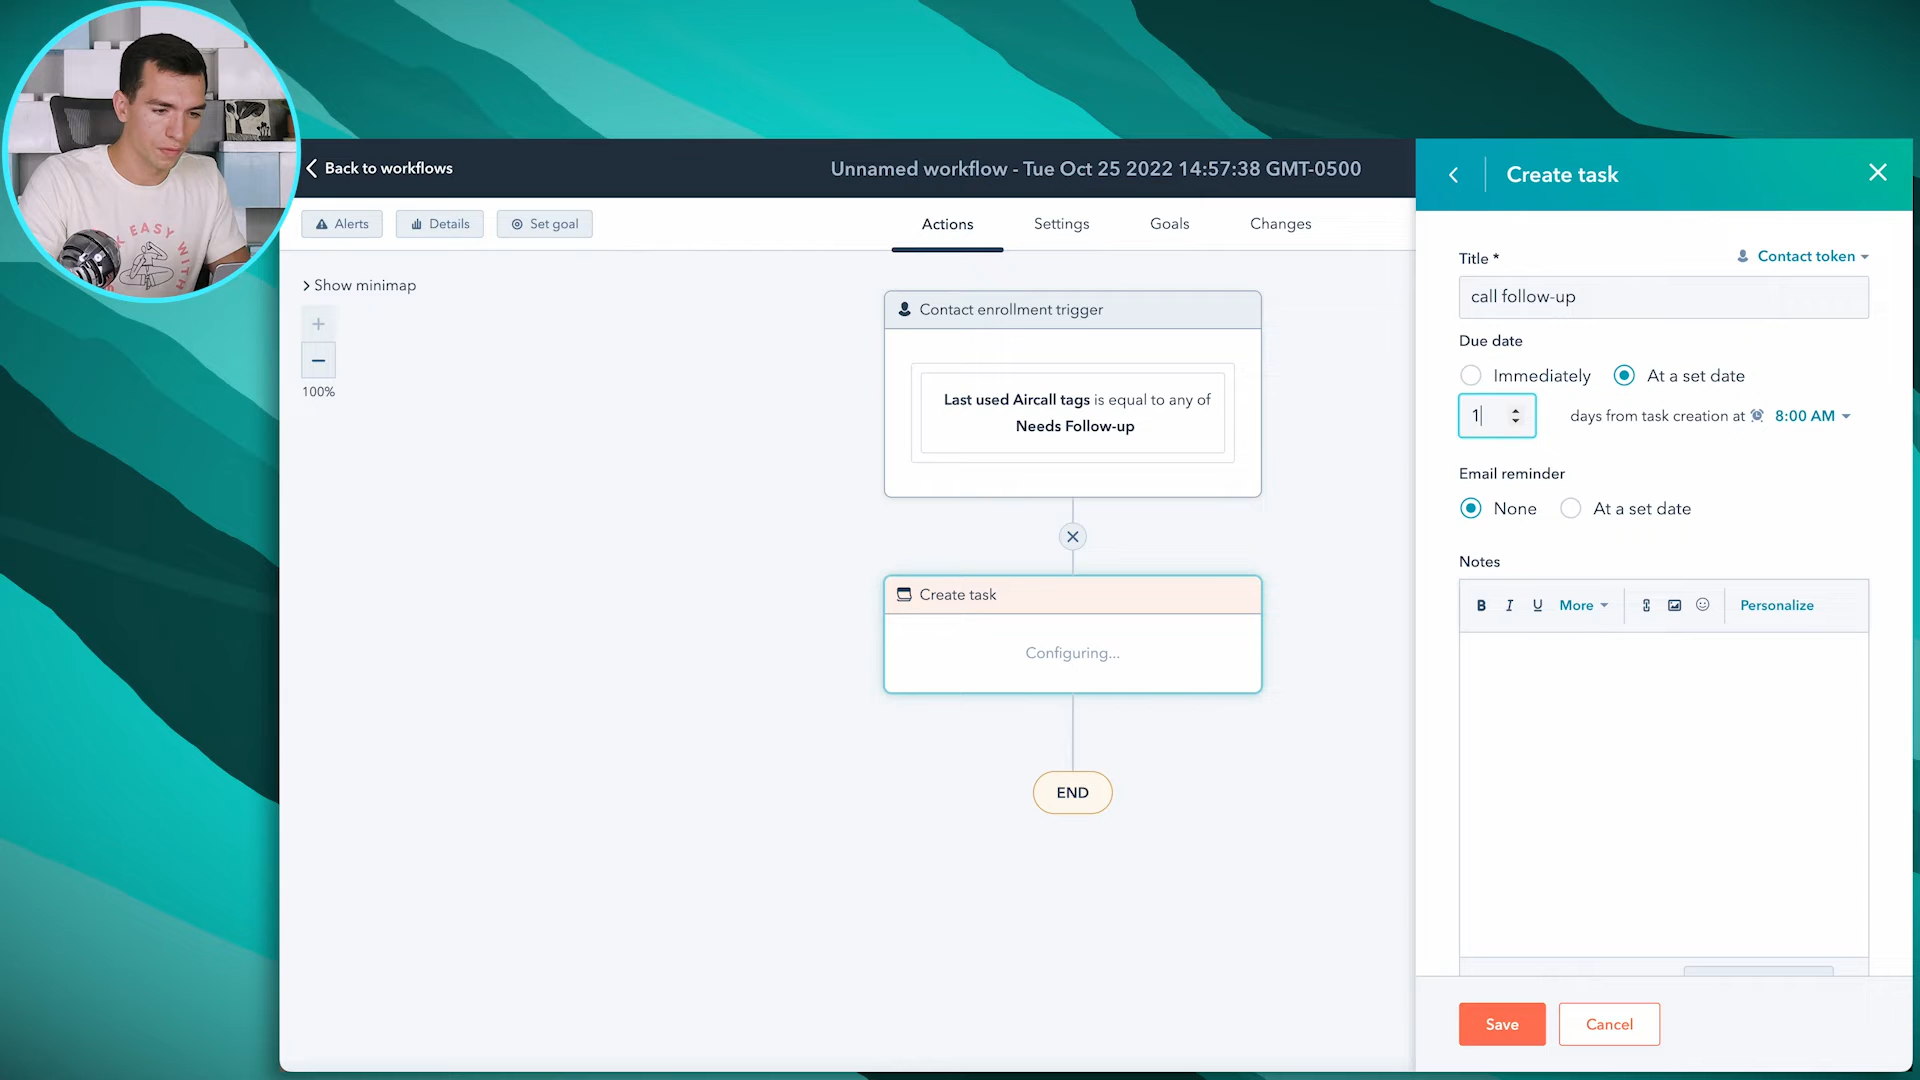 EASY WITH
Back to workflows
Unnamed workflow - Tue Oct 25 2022 14:57:38 GMT-0500
Create task
Alerts
Details
Set goal
Actions
Settings
Goals
Changes
Show minimap
100%
Contact enrollment trigger
Last used Aircall tags is equal to any of
Needs Follow-up
Create task
Configuring...
END
Title *
Contact token
call follow-up
Due date
Immediately
At a set date
1
days from task creation at
8:00 AM
Email reminder
None
At a set date
Notes
B I U More
Personalize
Save
Cancel